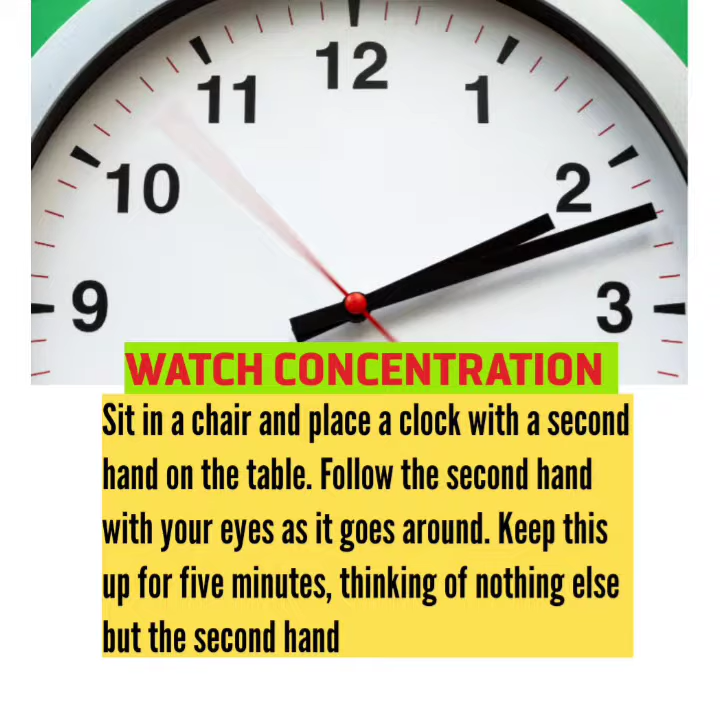 12
11
1
10
2
9
3
WATCH CONCENTRATION
Sit in a chair and place a clock with a second
hand on the table. Follow the second hand
with your eyes as it goes around. Keep this
up for five minutes, thinking of nothing else
but the second hand